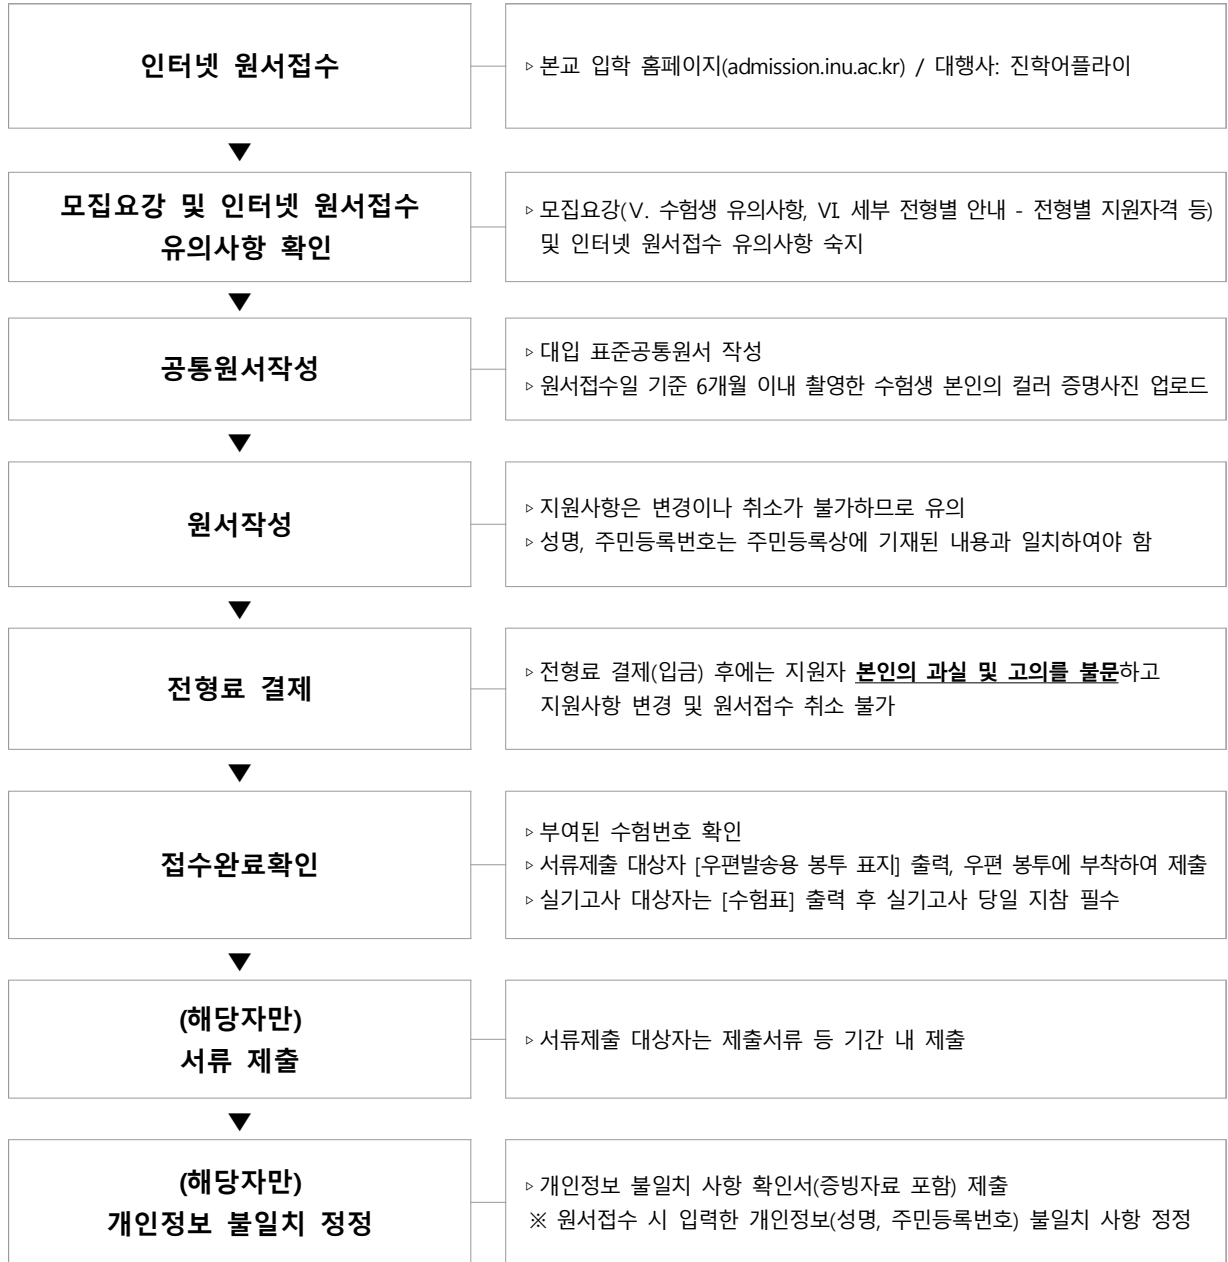 인터넷 원서접수
▹본교 입학 홈페이지(admission.inu.ac.kr) / 대행사: 진학어플라이
▼
모집요강 및 인터넷 원서접수
유의사항 확인
▹모집요강(Ⅴ. 수험생 유의사항, Ⅵ. 세부 전형별 안내 - 전형별 지원자격 등)
및 인터넷 원서접수 유의사항 숙지
▼
공통원서작성
▹대입 표준공통원서 작성
▹원서접수일 기준 6개월 이내 촬영한 수험생 본인의 컬러 증명사진 업로드
▼
원서작성
▹지원사항은 변경이나 취소가 불가하므로 유의
▹성명, 주민등록번호는 주민등록상에 기재된 내용과 일치하여야 함
▼
전형료 결제
▹전형료 결제(입금) 후에는 지원자 본인의 과실 및 고의를 불문하고
지원사항 변경 및 원서접수 취소 불가
▼
접수완료확인
▹부여된 수험번호 확인
▹서류제출 대상자 [우편발송용 봉투 표지] 출력, 우편 봉투에 부착하여 제출
▹실기고사 대상자는 [수험표] 출력 후 실기고사 당일 지참 필수
▼
(해당자만)
서류 제출
▹서류제출 대상자는 제출서류 등 기간 내 제출
▼
(해당자만)
개인정보 불일치 정정
▹개인정보 불일치 사항 확인서(증빙자료 포함) 제출
※ 원서접수 시 입력한 개인정보(성명, 주민등록번호) 불일치 사항 정정